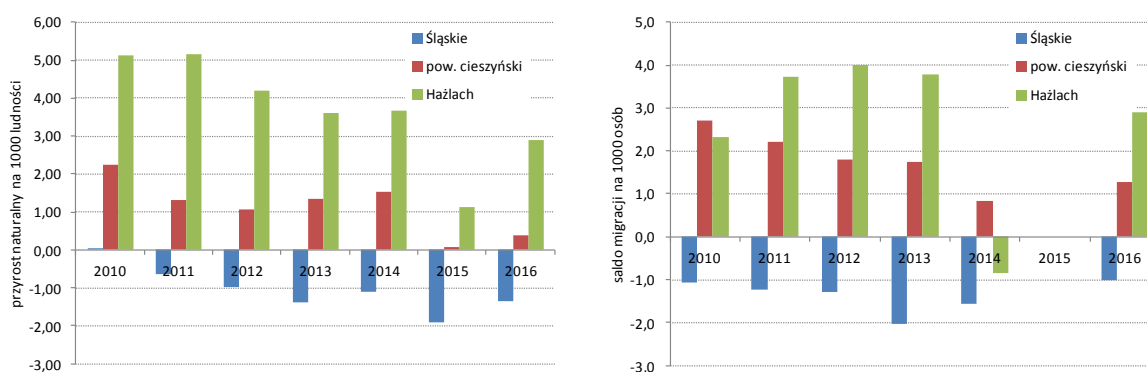 przyrost naturalny na 1000 ludności
6,00
5,00
4,00
3,00
2,00
1,00
0,00
-1,00
-2,00
-3,00
2010 2011 2012 2013 2014 2015 2016
Śląskie
pow. cieszyński
Hażlach
saldo migracji na 1000 osób
5,0
4,0
3,0
2,0
1,0
0,0
-1,0
-2,0
-3,0
2010 2011 2012 2013 2014 2015 2016
Śląskie
pow. cieszyński
Hażlach